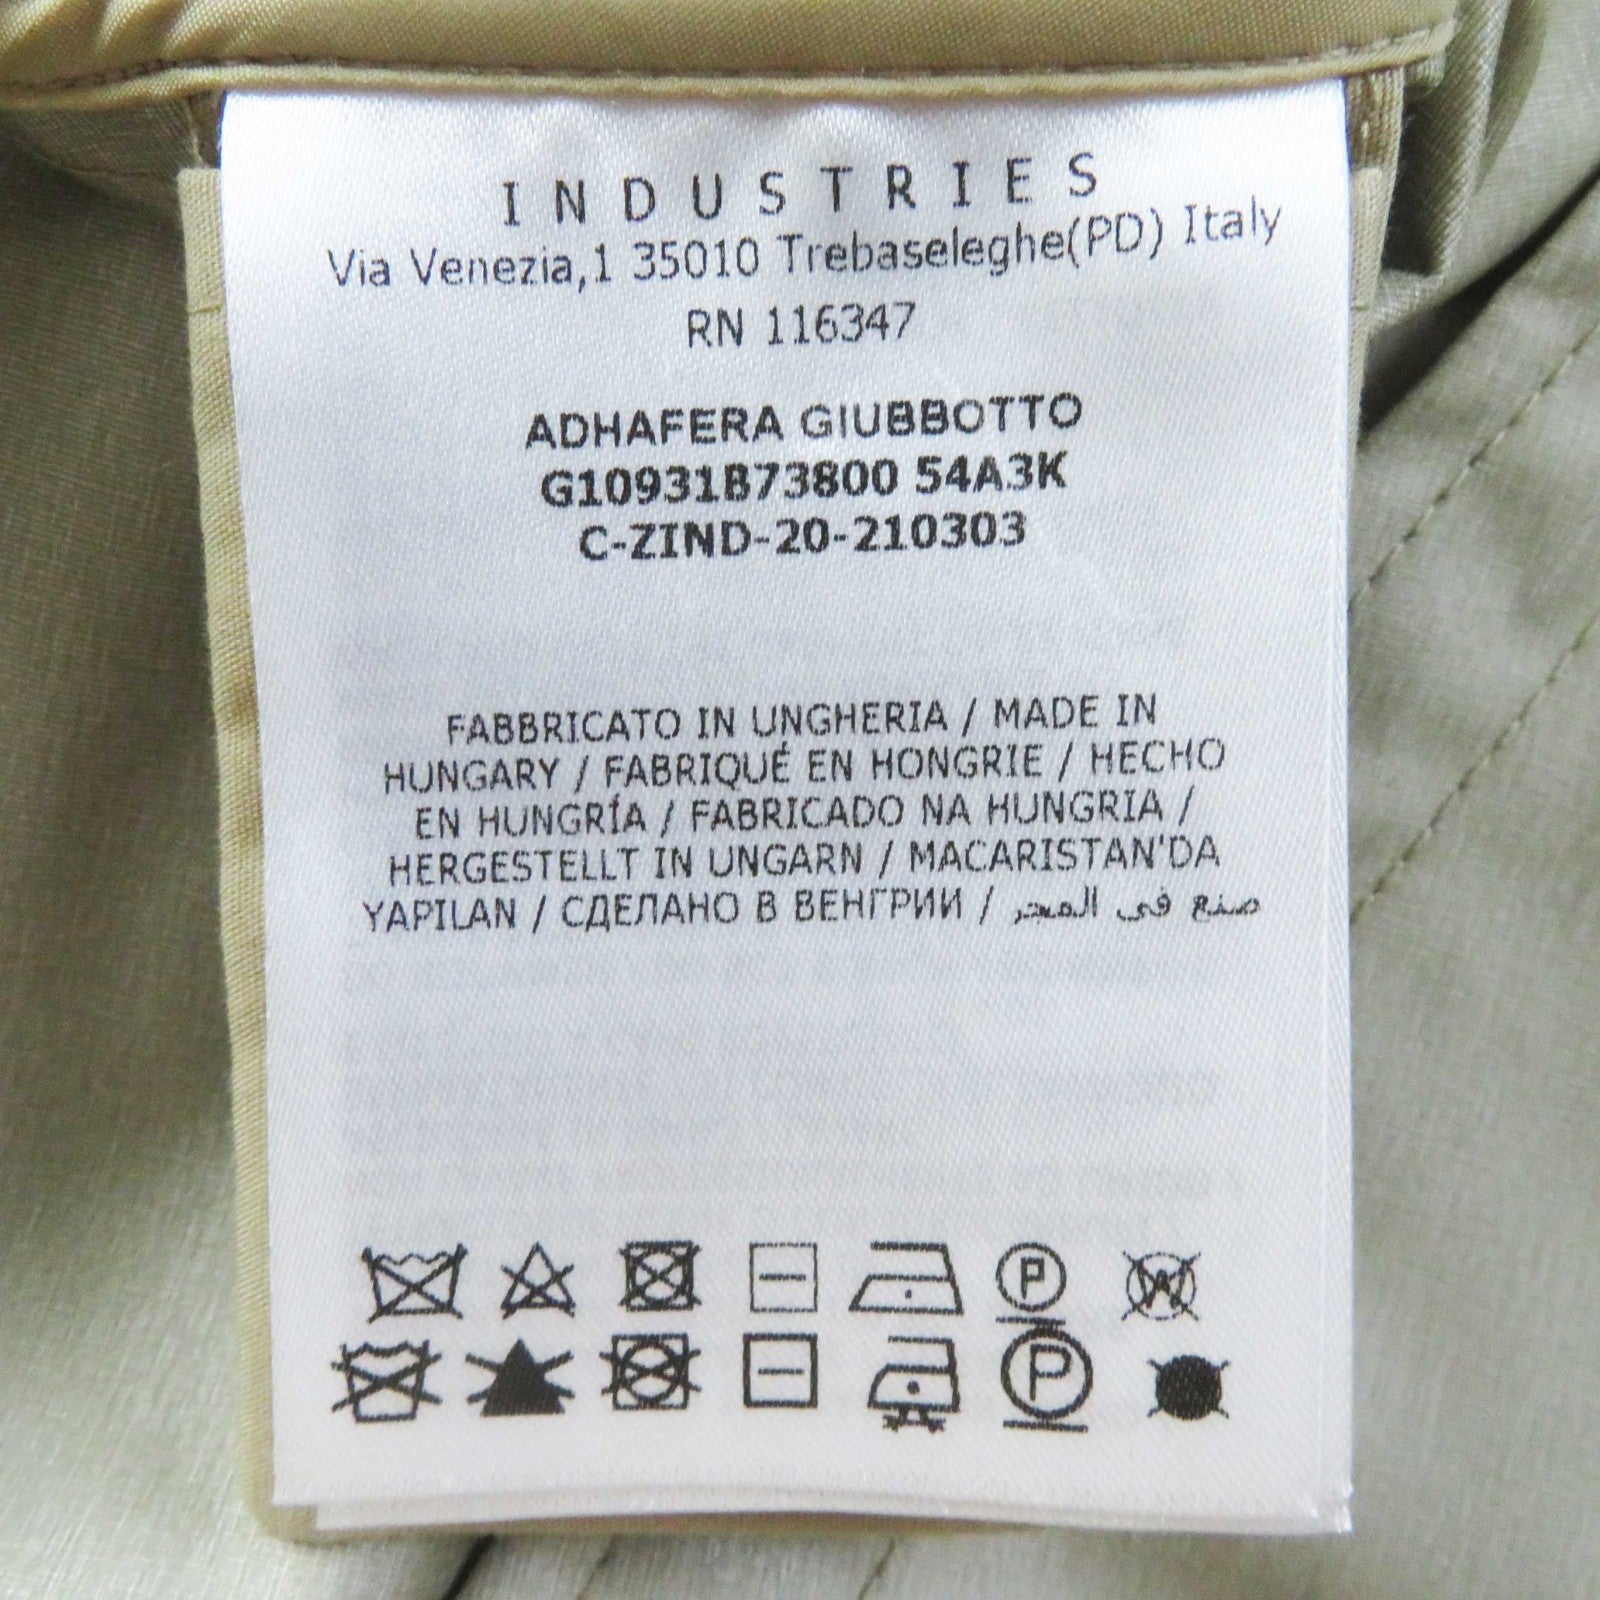 INDUSTRIES
Via Venezia,1 35010 Trebaseleghe(PD) Italy
RN 116347
ADHAFERA GIUBBOTTO
G10931B73800 54A3K
C-ZIND-20-210303
FABBRICATO IN UNGHERIA / MADE IN
HUNGARY / FABRIQUÉ EN HONGRIE / HECHO
EN HUNGRÍA / FABRICADO NA HUNGRIA /
HERGESTELLT IN UNGARN / MACARISTAN'DA
YAPILAN / СДЕЛАНО В ВЕНГРИИ / صنع في المجر
P W
P